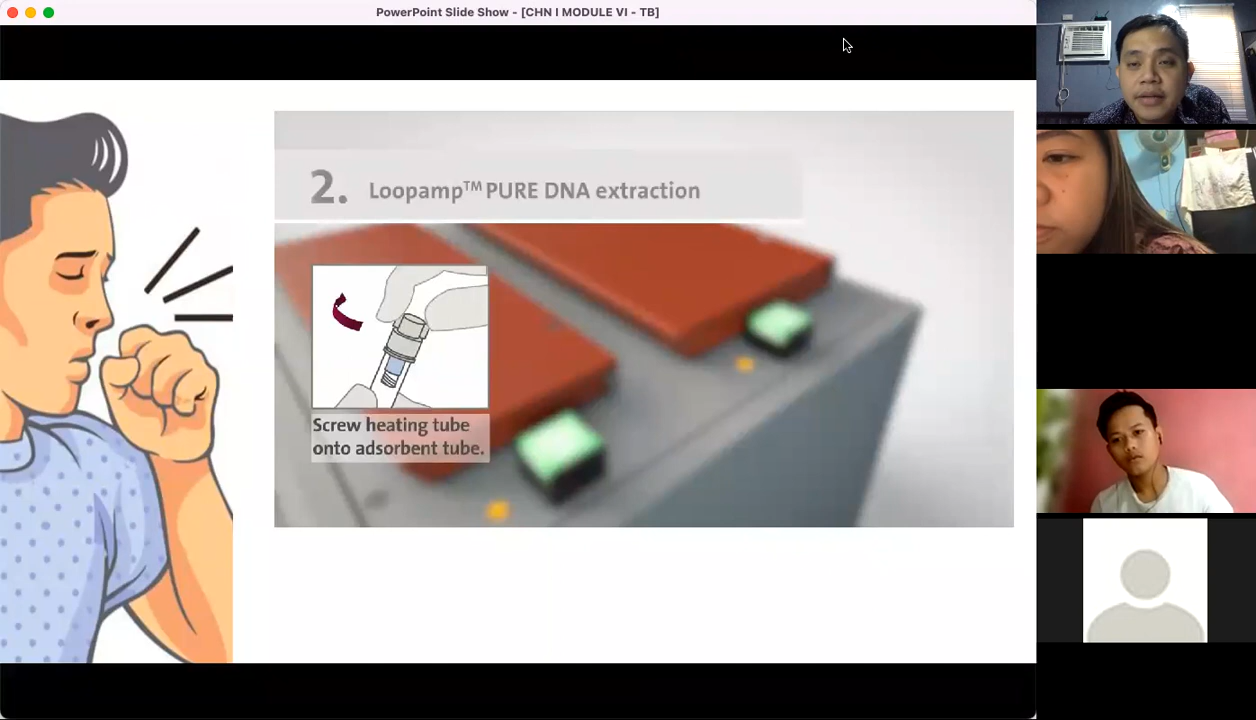 PowerPoint Slide Show - [CHN I MODULE VI - TB]
2. Loopamp™ PURE DNA extraction
Screw heating tube
onto adsorbent tube.